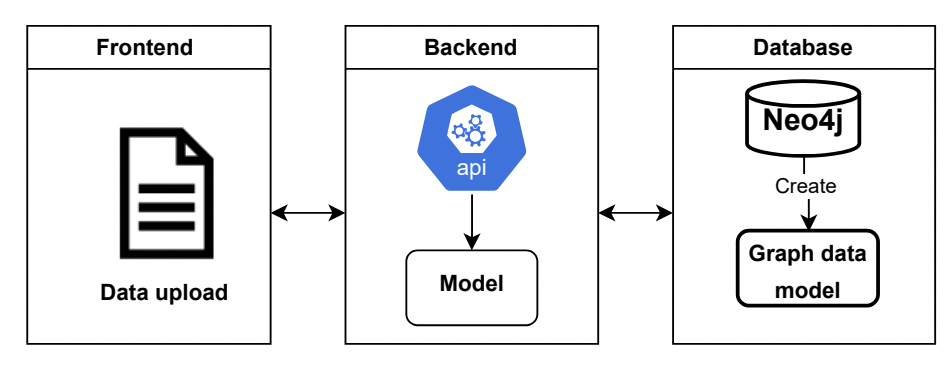 Frontend
Backend
Database
Data upload
api
Model
Neo4j
Create
Graph data
model